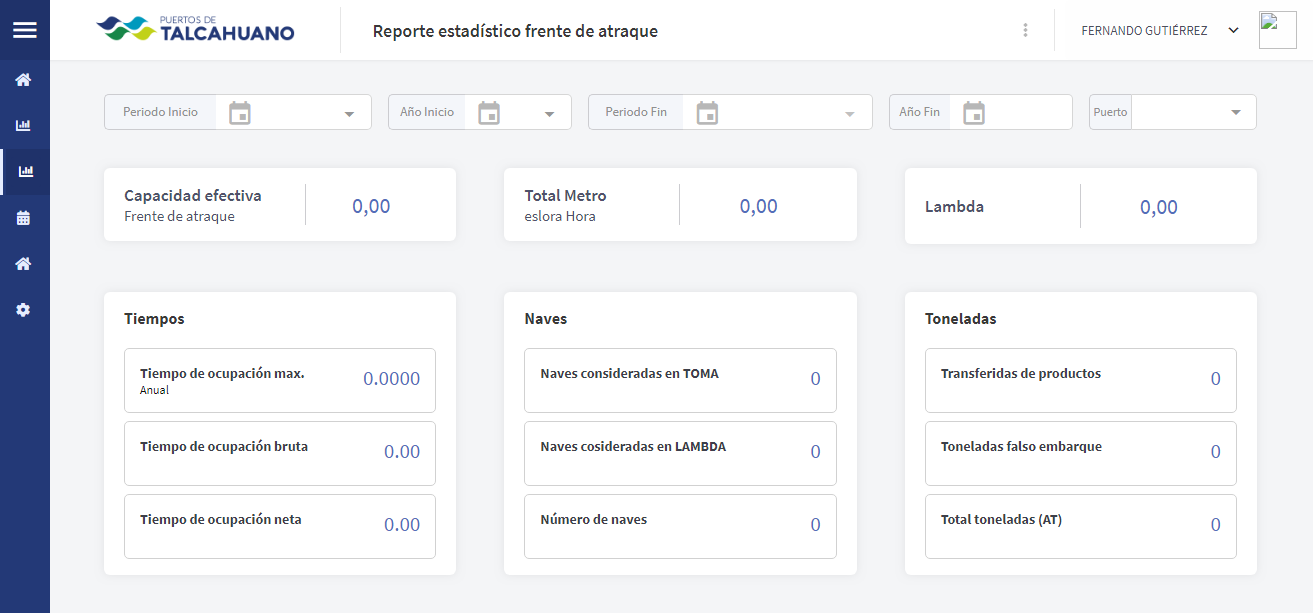 PUERTOS DE
TALCAHUANO
Reporte estadístico frente de atraque
FERNANDO GUTIÉRREZ
Periodo Inicio
Año Inicio
Periodo Fin
Año Fin
Puerto
Capacidad efectiva
Frente de atraque
0,00
Total Metro
eslora Hora
0,00
Lambda
0,00
Tiempos
Tiempo de ocupación max.
Anual
0.0000
Tiempo de ocupación bruta
0.00
Tiempo de ocupación neta
0.00
Naves
Naves consideradas en TOMA
0
Naves cosideradas en LAMBDA
0
Número de naves
0
Toneladas
Transferidas de productos
0
Toneladas falso embarque
0
Total toneladas (AT)
0